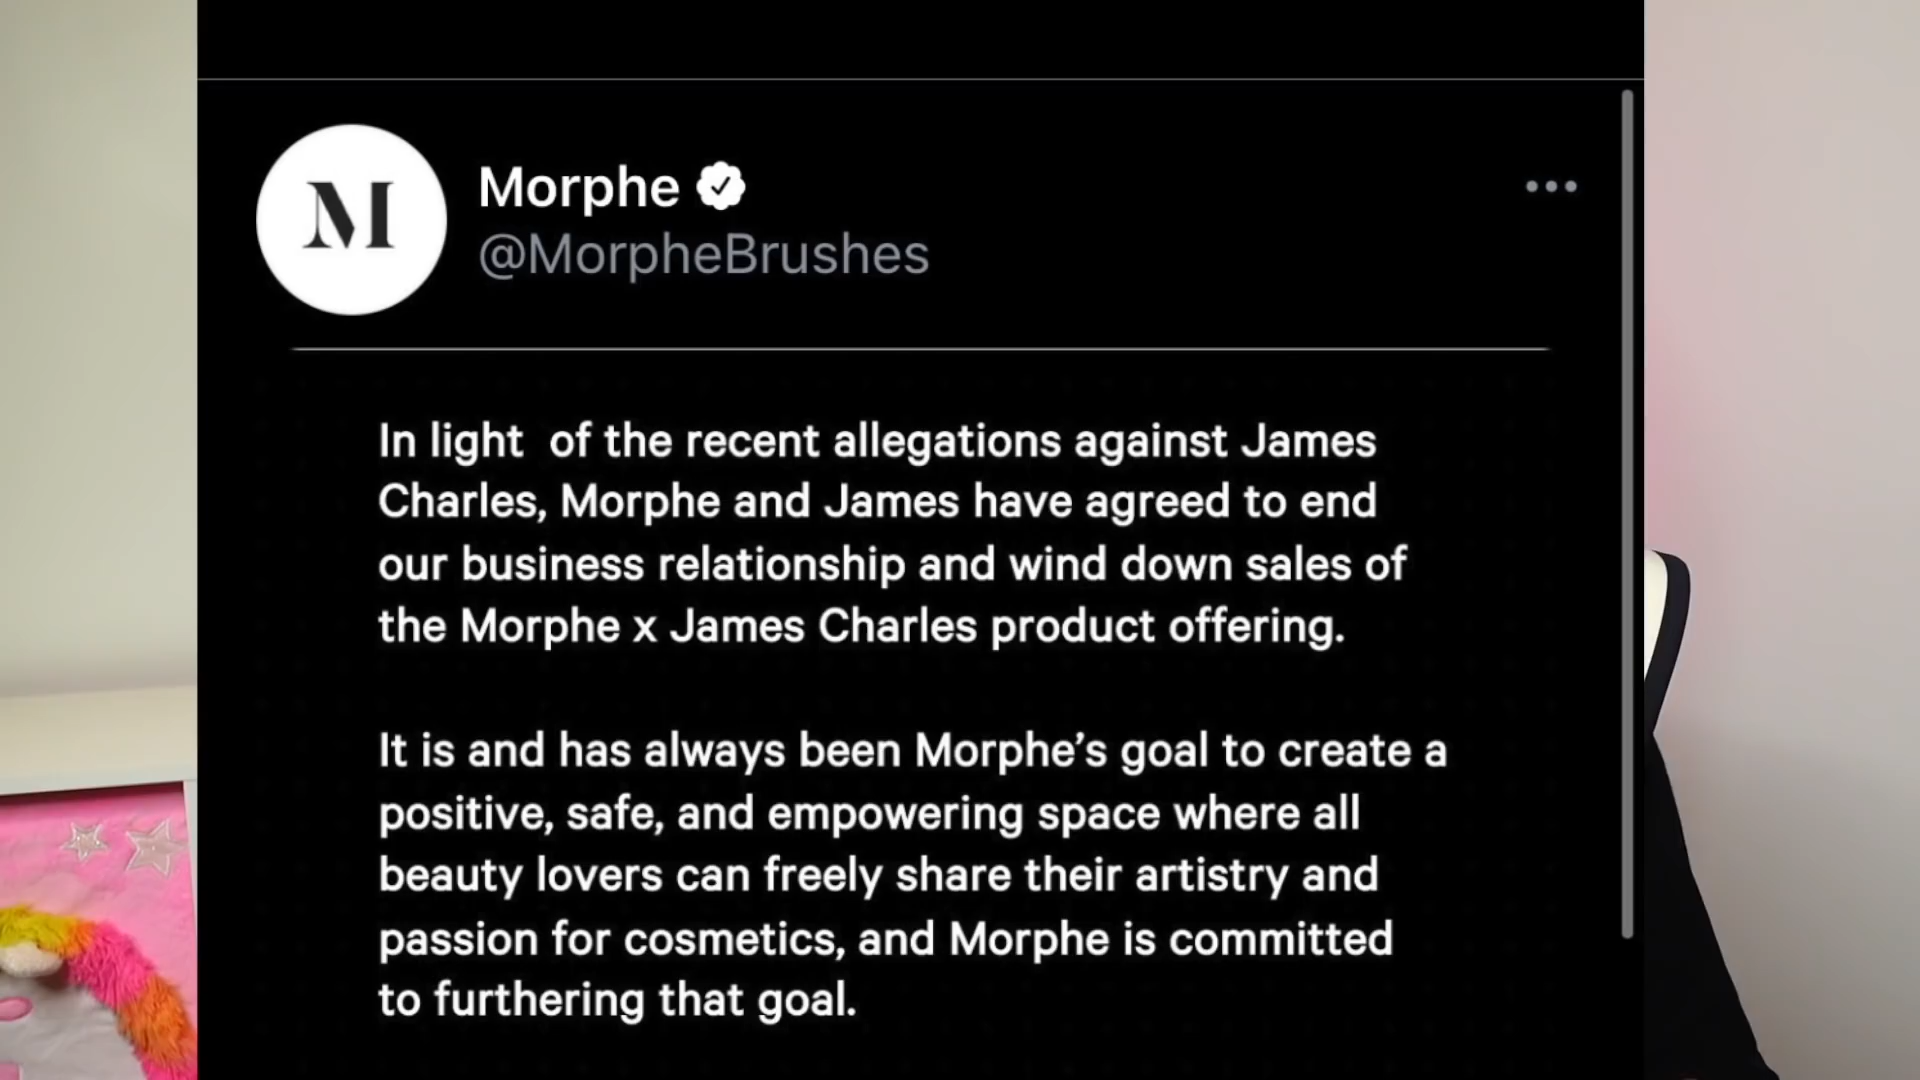 M
Morphe
@MorpheBrushes
In light  of the recent allegations against James
Charles, Morphe and James have agreed to end
our business relationship and wind down sales of
the Morphe x James Charles product offering.
It is and has always been Morphe’s goal to create a
positive, safe, and empowering space where all
beauty lovers can freely share their artistry and
passion for cosmetics, and Morphe is committed
to furthering that goal.